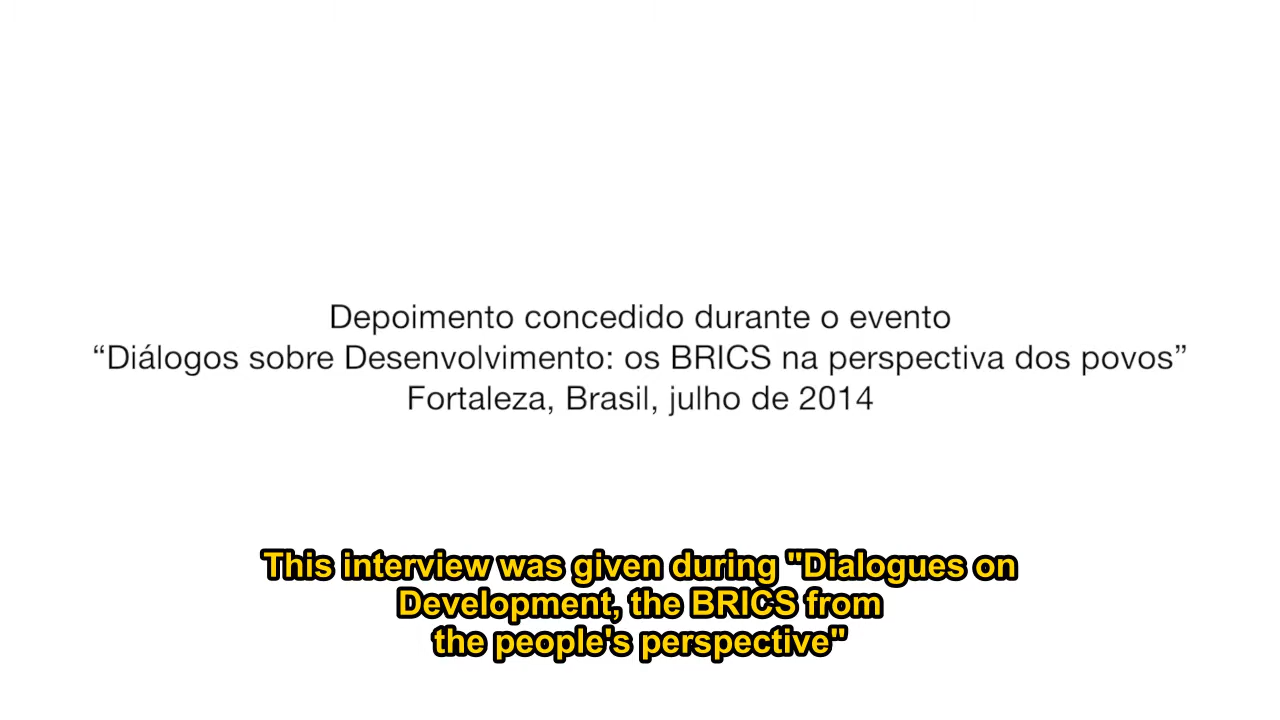 Depoimento concedido durante o evento
“Diálogos sobre Desenvolvimento: os BRICS na perspectiva dos povos”
Fortaleza, Brasil, julho de 2014
This interview was given during "Dialogues on
Development, the BRICS from
the people's perspective"